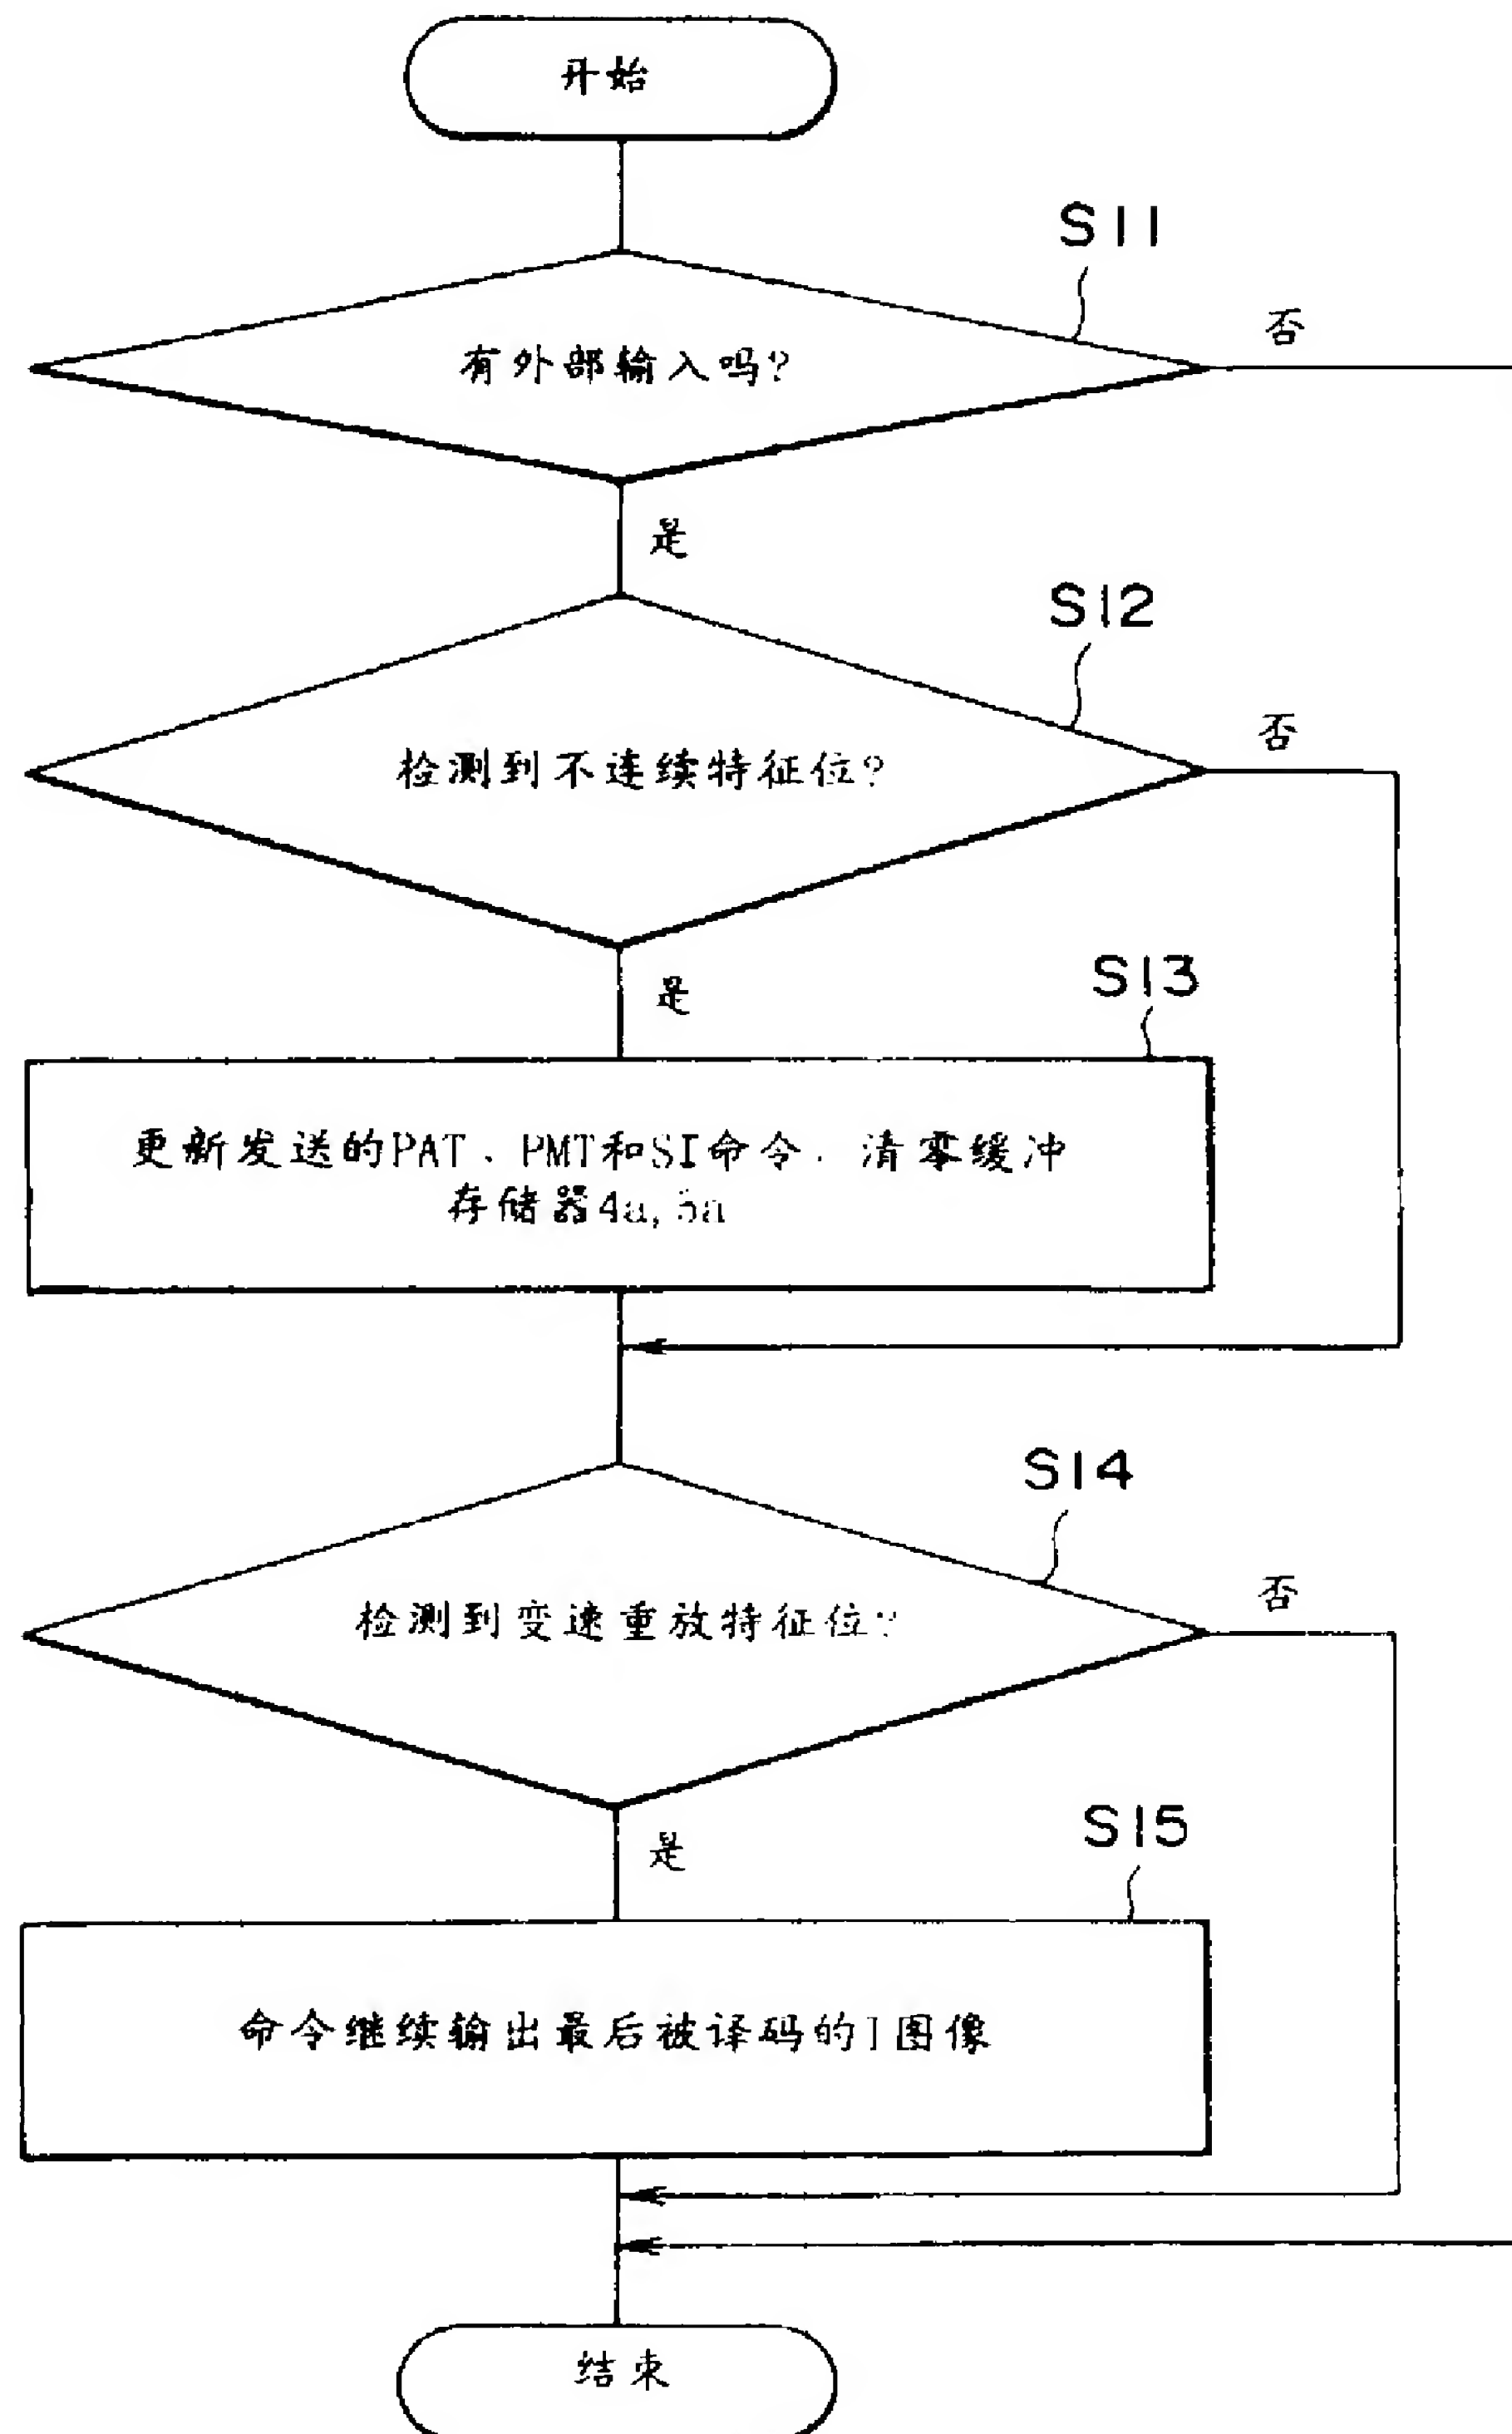 开始
S11
否
有外部输入吗?
是
S12
否
检测到不连续特征位?
是
S13
更新发送的PAT、PMT和SI命令,清零缓冲
存储器4a, 5a
S14
否
检测到变速重放特征位?
是
S15
命令继续输出最后被译码的I图像
结束